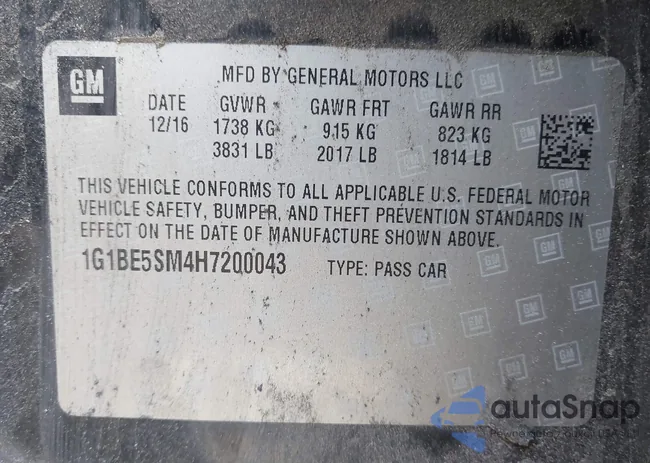 GM
MFD BY GENERAL MOTORS LLC
DATE GVWR GAWR FRT GAWR RR
12/16 1738 KG 915 KG 823 KG
3831 LB 2017 LB 1814 LB
THIS VEHICLE CONFORMS TO ALL APPLICABLE U.S. FEDERAL MOTOR
VEHICLE SAFETY, BUMPER, AND THEFT PREVENTION STANDARDS IN
EFFECT ON THE DATE OF MANUFACTURE SHOWN ABOVE.
1G1BE5SM4H7200043 TYPE: PASS CAR
autoSnap